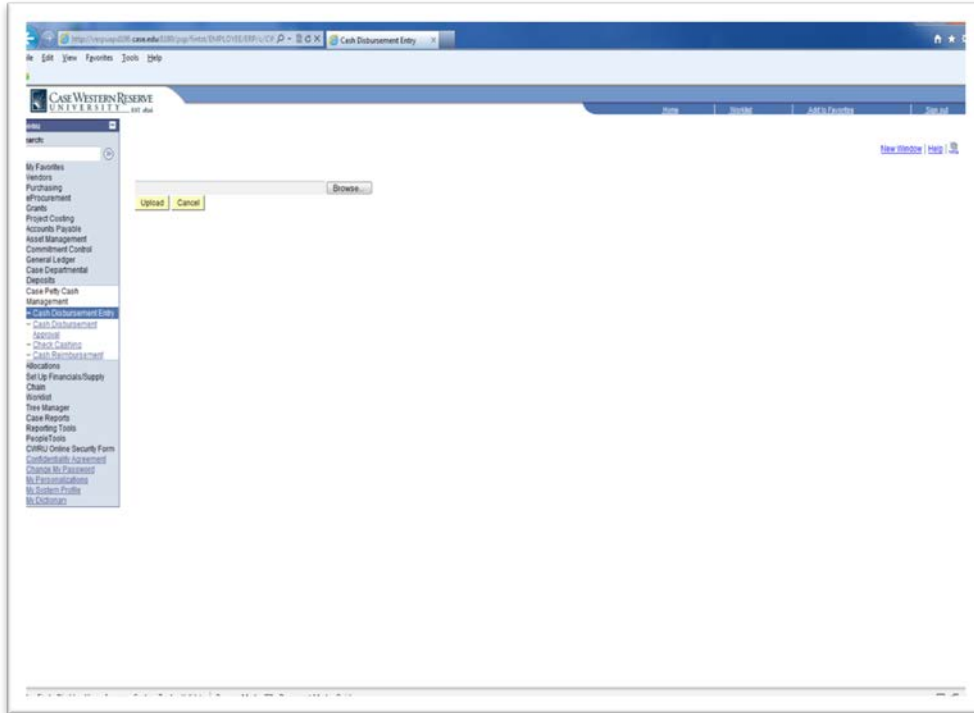 Cash Disbursement Entry
Edit View Favorites Tools Help
CASE WESTERN RESERVE
UNIVERSITY EST. 1826
Home Worklist Add to Favorites Sign out
Menu
Search:
New Window | Help |
My Favorites
Vendors
Browse...
Purchasing
eProcurement
Upload Cancel
Grants
Project Costing
Accounts Payable
Asset Management
Commitment Control
General Ledger
Case Departmental
Deposits
Case Petty Cash
Management
– Cash Disbursement Entry
– Cash Disbursement
Approval
– Check Cashing
– Cash Reimbursement
Allocations
Set Up Financials/Supply
Chain
Worklist
Tree Manager
Case Reports
Reporting Tools
PeopleTools
CWRU Online Security Form
Confidentiality Agreement
Change My Password
My Personalizations
My System Profile
My Dictionary